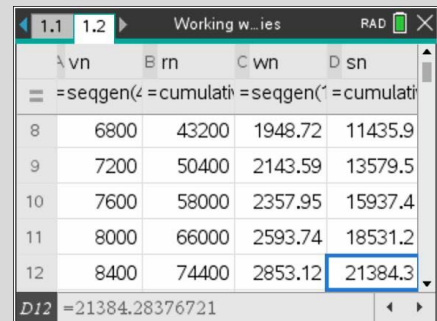 1.1 1.2 Working w...ies RAD
A vn B rn C wn D sn
= =seqgen(4 =cumulativ =seqgen(1 =cumulativ
8 6800 43200 1948.72 11435.9
9 7200 50400 2143.59 13579.5
10 7600 58000 2357.95 15937.4
11 8000 66000 2593.74 18531.2
12 8400 74400 2853.12 21384.3
D12 =21384.28376721